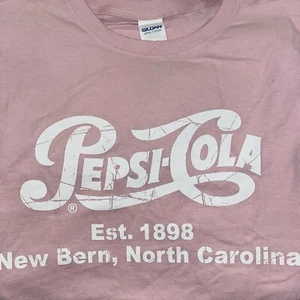 GILDAN
PEPSI-COLA
®
Est. 1898
New Bern, North Carolina